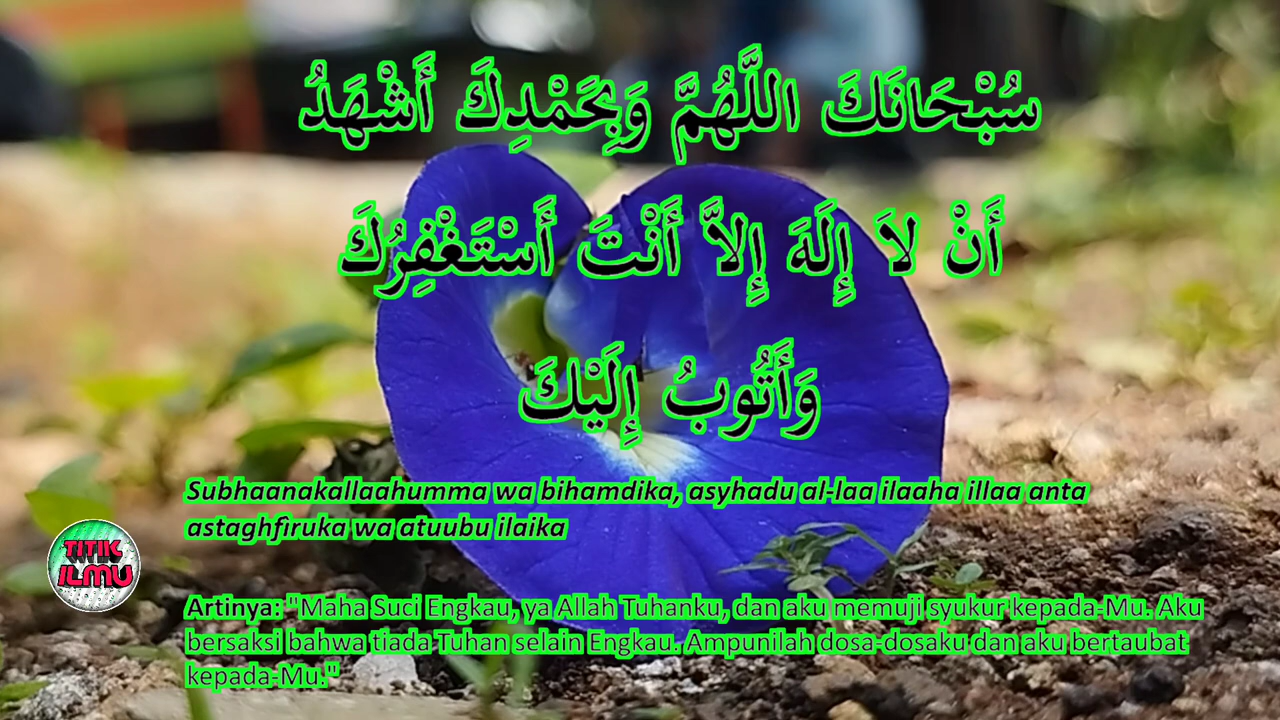 سُبْحَانَكَ اللَّهُمَّ وَبِحَمْدِكَ أَشْهَدُ
أَنْ لاَ إِلَهَ إِلاَّ أَنْتَ أَسْتَغْفِرُكَ
وَأَتُوبُ إِلَيْكَ
Subhaanakallaahumma wa bihamdika, asyhadu al-laa ilaaha illaa anta
astaghfiruka wa atuubu ilaika
TITIK
ILMU
Artinya: "Maha Suci Engkau, ya Allah Tuhanku, dan aku memuji syukur kepada-Mu. Aku
bersaksi bahwa tiada Tuhan selain Engkau. Ampunilah dosa-dosaku dan aku bertaubat
kepada-Mu."